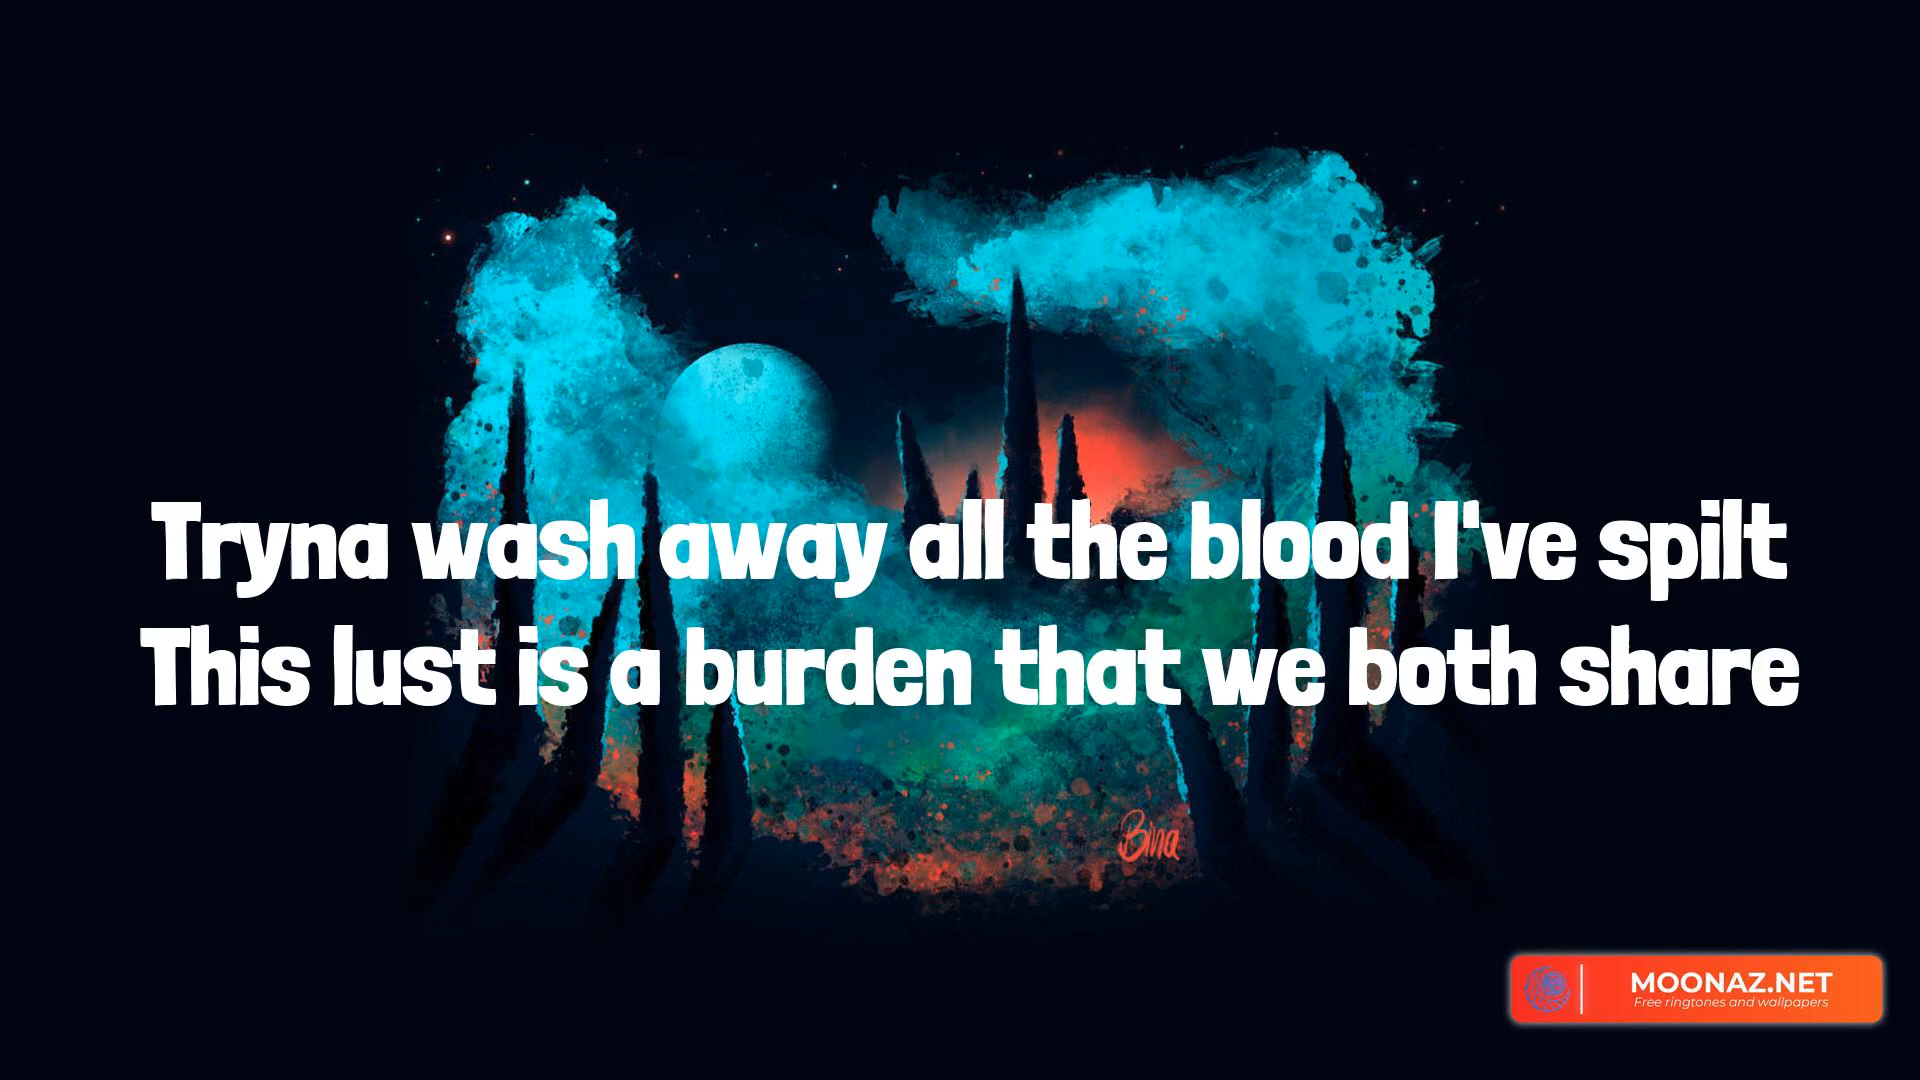 Tryna wash away all the blood I've spilt
This lust is a burden that we both share
Bina
MOONAZ.NET
Free ringtones and wallpapers